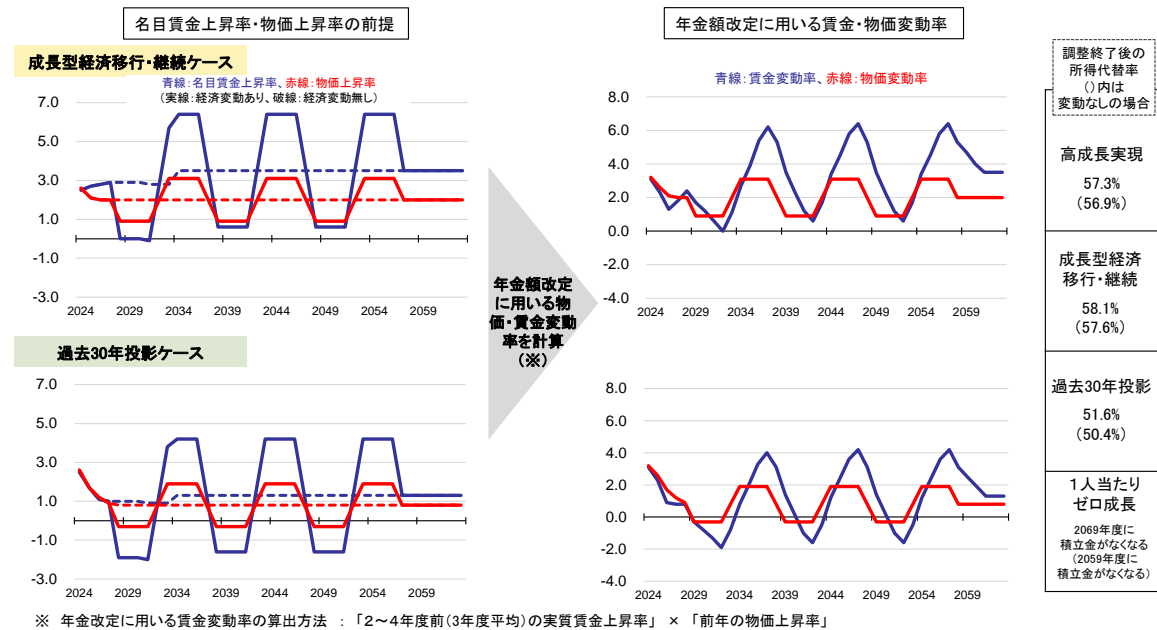 名目賃金上昇率・物価上昇率の前提
年金額改定に用いる賃金・物価変動率
成長型経済移行・継続ケース
青線：名目賃金上昇率、赤線：物価上昇率
（実線：経済変動あり、破線：経済変動無し）
7.0
5.0
3.0
1.0
-1.0
-3.0
2024 2029 2034 2039 2044 2049 2054 2059
過去30年投影ケース
7.0
5.0
3.0
1.0
-1.0
-3.0
2024 2029 2034 2039 2044 2049 2054 2059
年金額改定
に用いる物
価・賃金変動
率を計算
（※）
青線：賃金変動率、赤線：物価変動率
8.0
6.0
4.0
2.0
0.0
-2.0
-4.0
2024 2029 2034 2039 2044 2049 2054 2059
8.0
6.0
4.0
2.0
0.0
-2.0
-4.0
2024 2029 2034 2039 2044 2049 2054 2059
調整終了後の
所得代替率
（）内は
変動なしの場合
高成長実現
57.3%
（56.9%）
成長型経済
移行・継続
58.1%
（57.6%）
過去30年投影
51.6%
（50.4%）
１人当たり
ゼロ成長
2069年度に
積立金がなくなる
（2059年度に
積立金がなくなる）
※ 年金改定に用いる賃金変動率の算出方法 ： 「２～４年度前（３年度平均）の実質賃金上昇率」 × 「前年の物価上昇率」